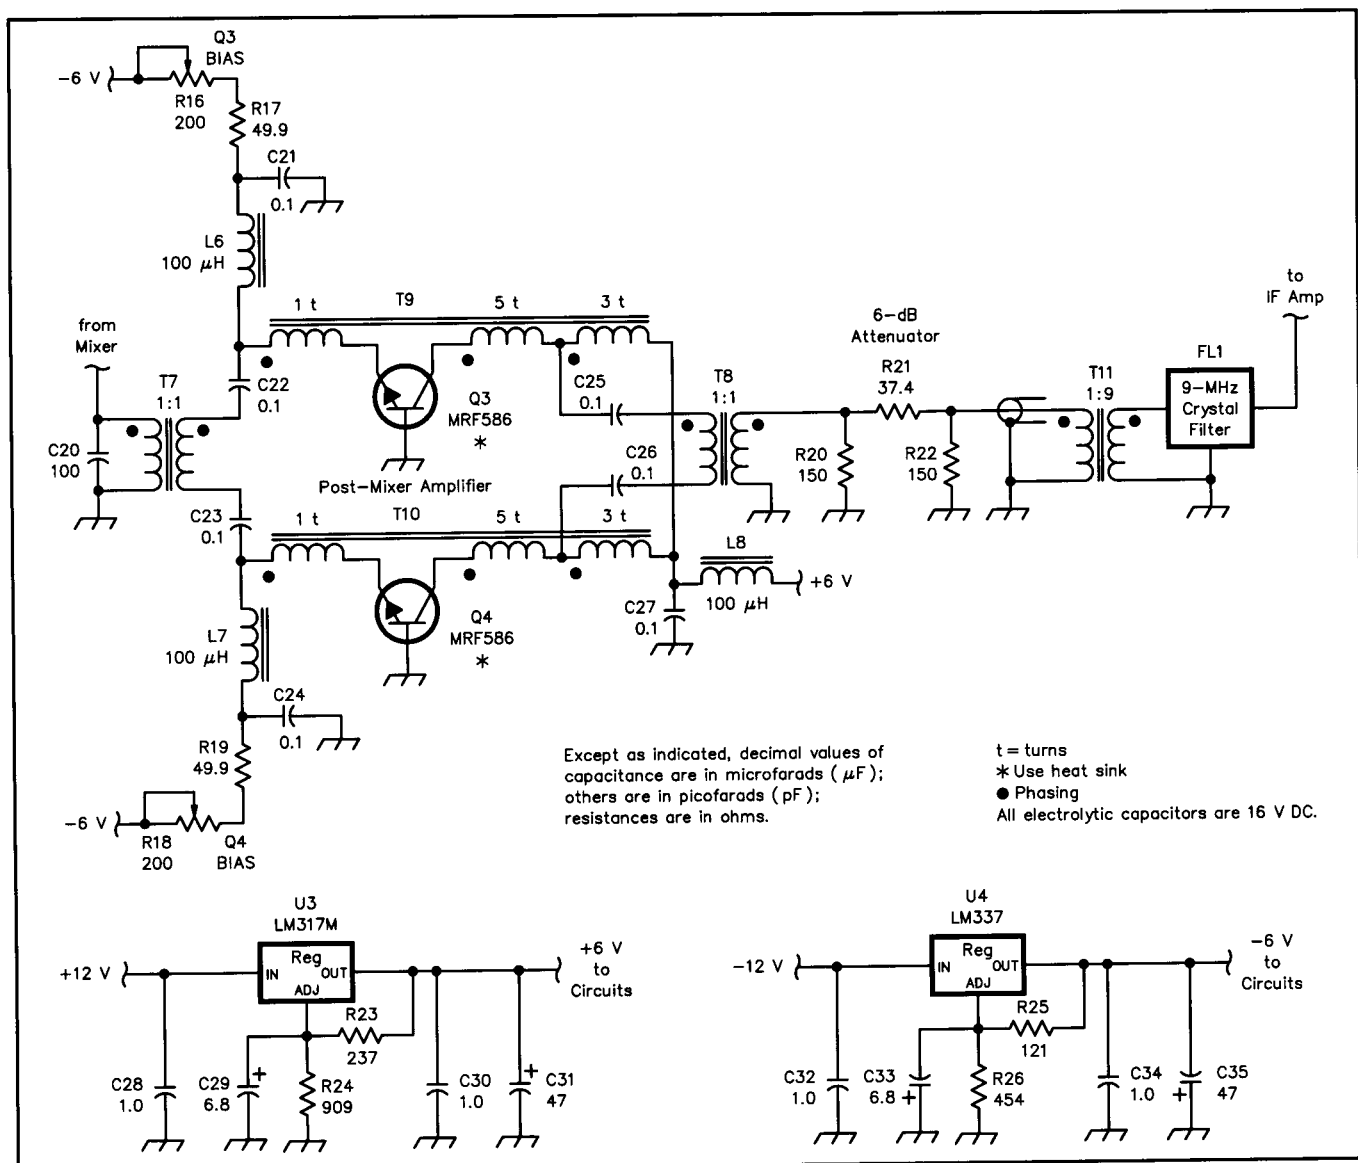 Q3
BIAS
−6 V
R16
200
R17
49.9
C21
0.1
L6
100 μH
1 t
T9
5 t
3 t
from
Mixer
to
IF Amp
6–dB
Attenuator
R21
37.4
FL1
9–MHz
Crystal
Filter
T7
1:1
C22
0.1
Q3
MRF586
*
C25
0.1
T8
1:1
T11
1:9
C20
100
C26
0.1
R20
150
R22
150
Post–Mixer Amplifier
C23
0.1
1 t
T10
5 t
3 t
L8
100 μH
+6 V
C27
0.1
Q4
MRF586
*
L7
100 μH
C24
0.1
R19
49.9
−6 V
R18
200
Q4
BIAS
Except as indicated, decimal values of
capacitance are in microfarads ( μF);
others are in picofarads ( pF);
resistances are in ohms.
t = turns
* Use heat sink
● Phasing
All electrolytic capacitors are 16 V DC.
U3
LM317M
+12 V
Reg
IN
OUT
ADJ
+6 V
to
Circuits
R23
237
C28
1.0
C29
6.8
+
R24
909
C30
1.0
+
C31
47
U4
LM337
−12 V
Reg
IN
OUT
ADJ
−6 V
to
Circuits
R25
121
C32
1.0
C33
6.8
+
R26
454
C34
1.0
+
C35
47